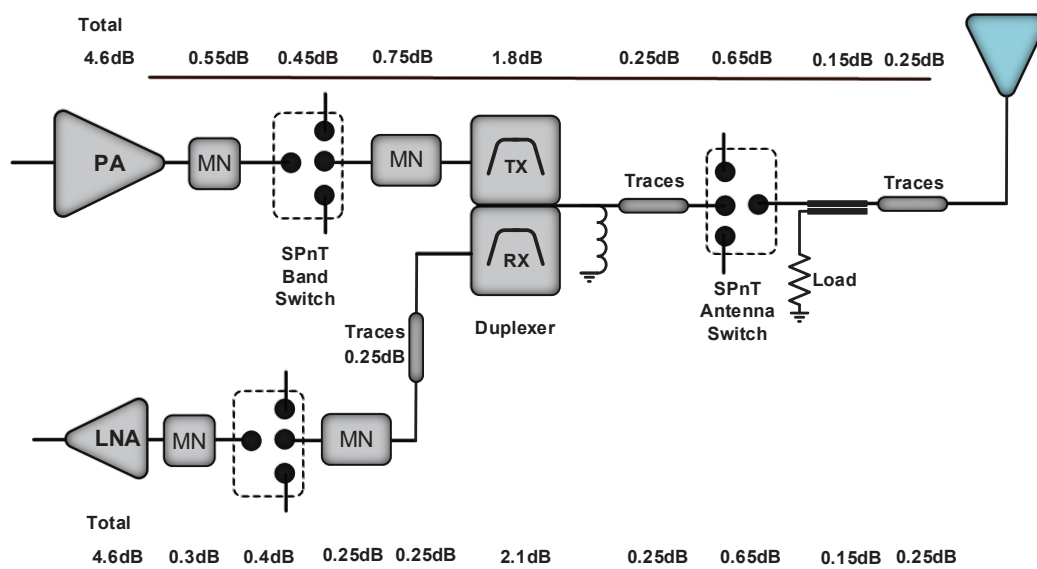 Total
4.6dB 0.55dB 0.45dB 0.75dB 1.8dB 0.25dB 0.65dB 0.15dB 0.25dB
PA
MN
MN
TX
Traces
Traces
SPnT
Band
Switch
RX
Load
SPnT
Antenna
Switch
Duplexer
Traces
0.25dB
LNA
MN
MN
Total
4.6dB 0.3dB 0.4dB 0.25dB 0.25dB 2.1dB 0.25dB 0.65dB 0.15dB 0.25dB